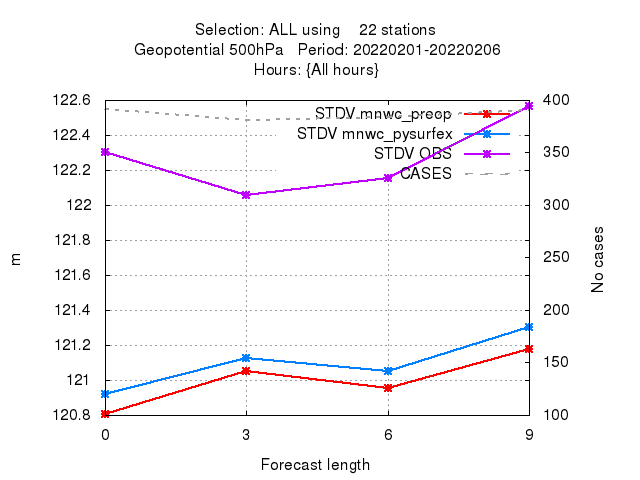 Selection: ALL using    22 stations
Geopotential 500hPa   Period: 20220201-20220206
Hours: {All hours}
122.6
122.4
122.2
122
121.8
121.6
121.4
121.2
121
120.8
400
350
300
250
200
150
100
0
3
6
9
m
No cases
Forecast length
STDV mnwc_preop
STDV mnwc_pysurfex
STDV OBS
CASES